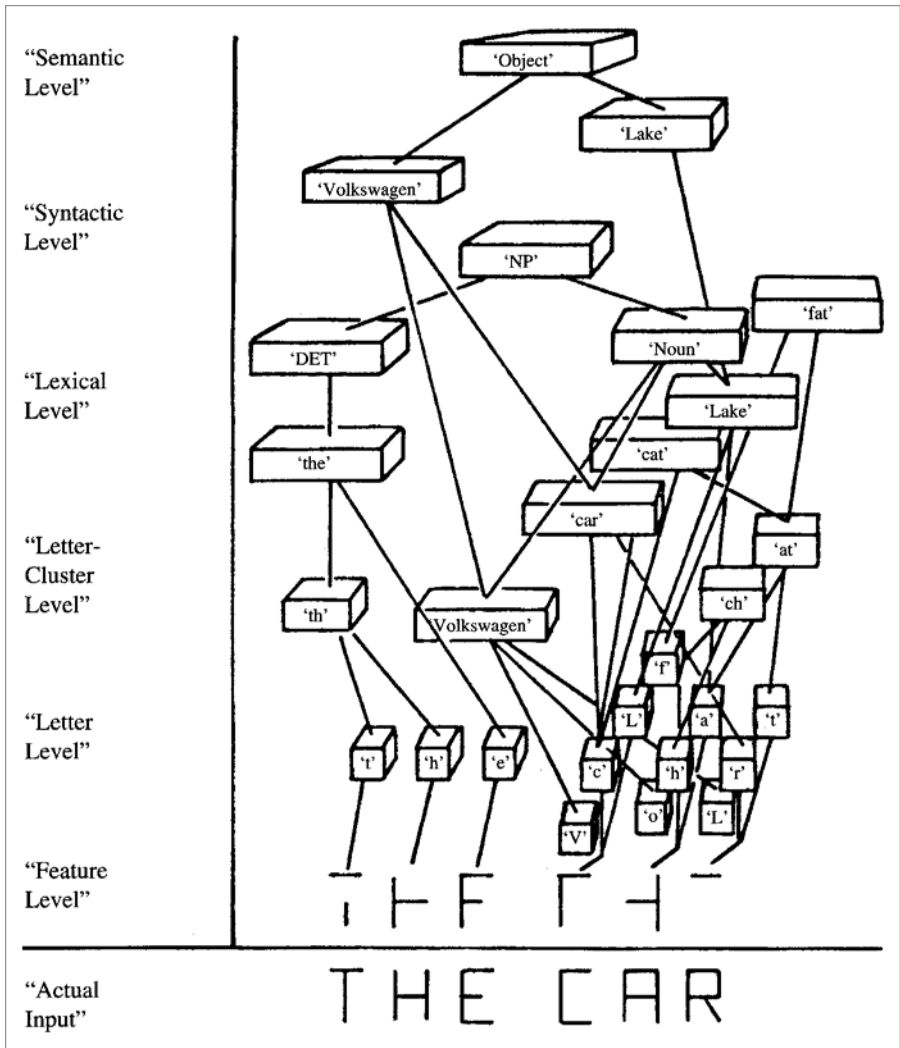 “Semantic
Level”
‘Object’
‘Lake’
‘Volkswagen’
“Syntactic
Level”
‘NP’
‘fat’
‘DET’
‘Noun’
“Lexical
Level”
‘Lake’
‘the’
‘cat’
‘car’
“Letter-
Cluster
Level”
‘at’
‘ch’
‘th’
‘Volkswagen’
‘f’
“Letter
Level”
‘L’
‘a’
‘t’
‘t’
‘h’
‘e’
‘c’
‘h’
‘r’
‘V’
‘o’
‘L’
“Feature
Level”
“Actual
Input”
THE CAR